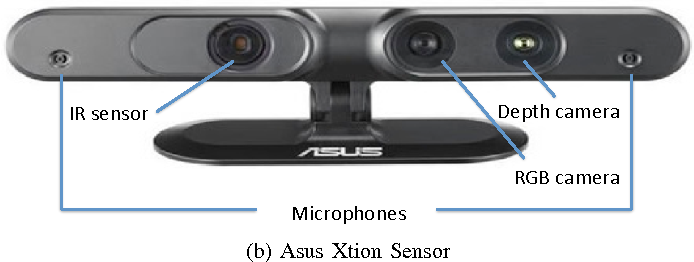 IR sensor
Depth camera
ASUS
RGB camera
Microphones
(b) Asus Xtion Sensor